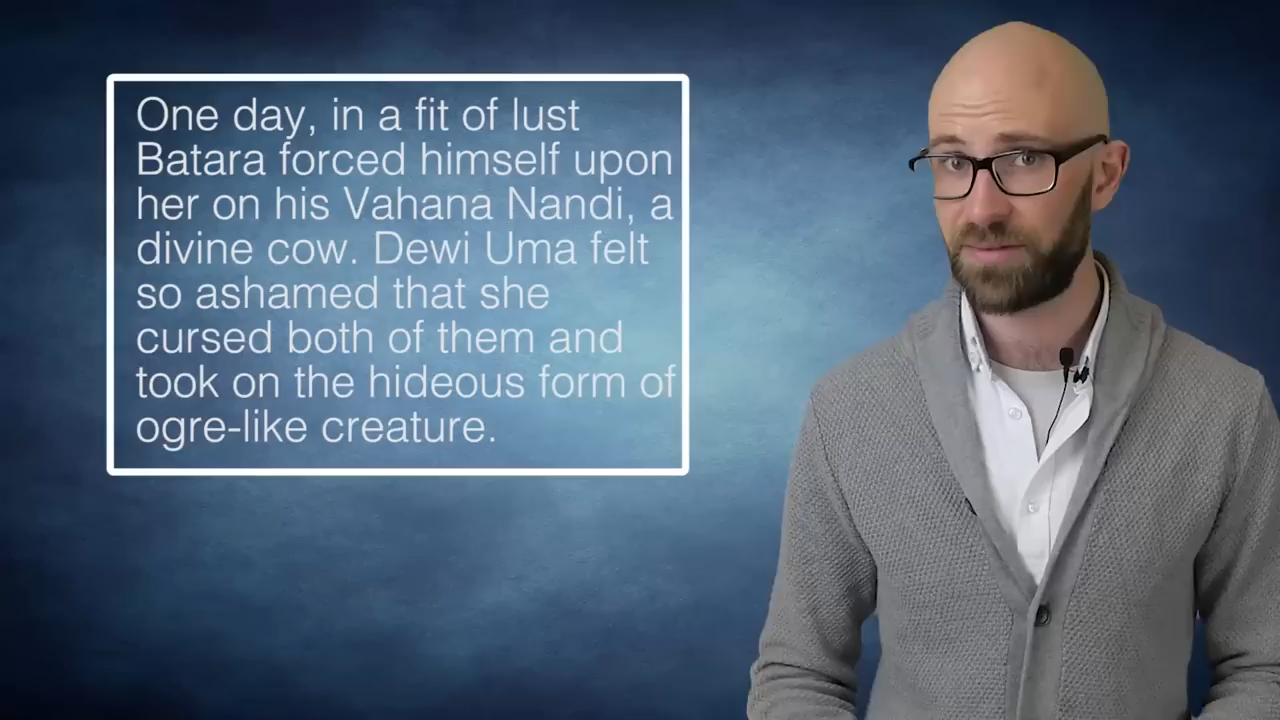 One day, in a fit of lust
Batara forced himself upon
her on his Vahana Nandi, a
divine cow. Dewi Uma felt
so ashamed that she
cursed both of them and
took on the hideous form of
ogre-like creature.